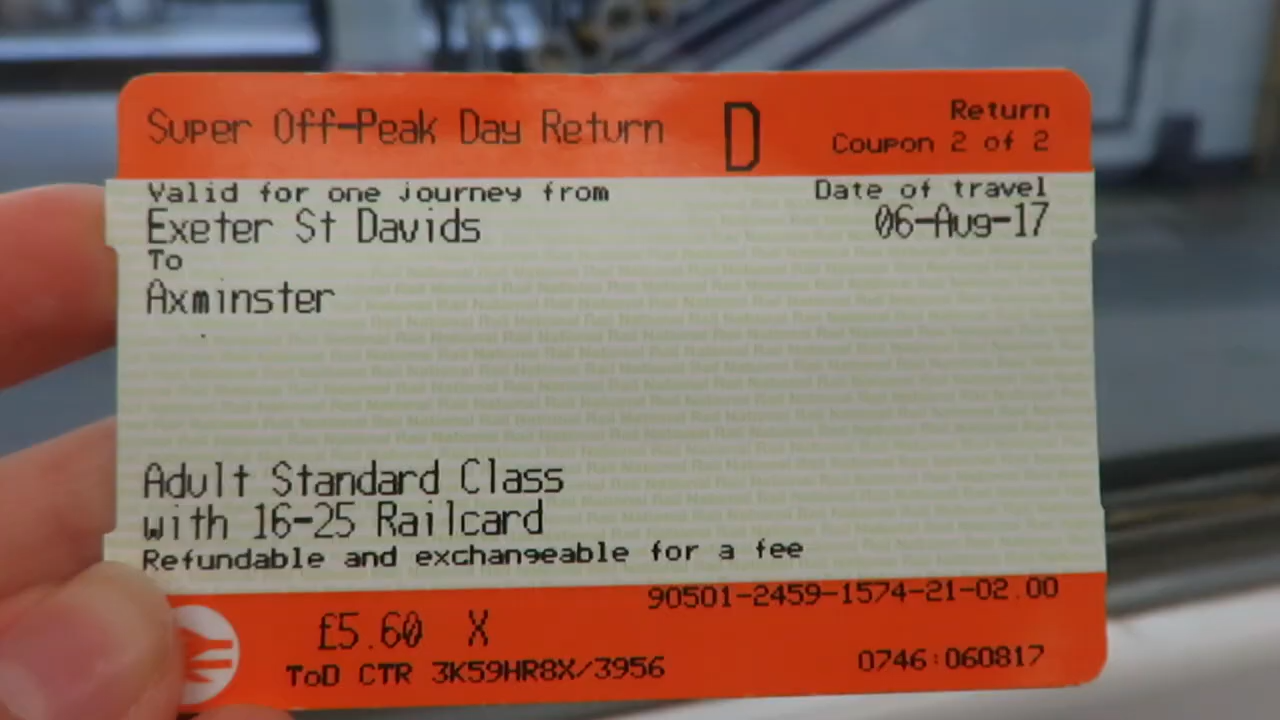 Super Off-Peak Day Return D Return
Coupon 2 of 2
Valid for one journey from Date of travel
Exeter St Davids 06-Aug-17
To
Axminster
Adult Standard Class
with 16-25 Railcard
Refundable and exchangeable for a fee
90501-2459-1574-21-02.00
£5.60 X
ToD CTR 3K59HR8X/3956 0746:060817